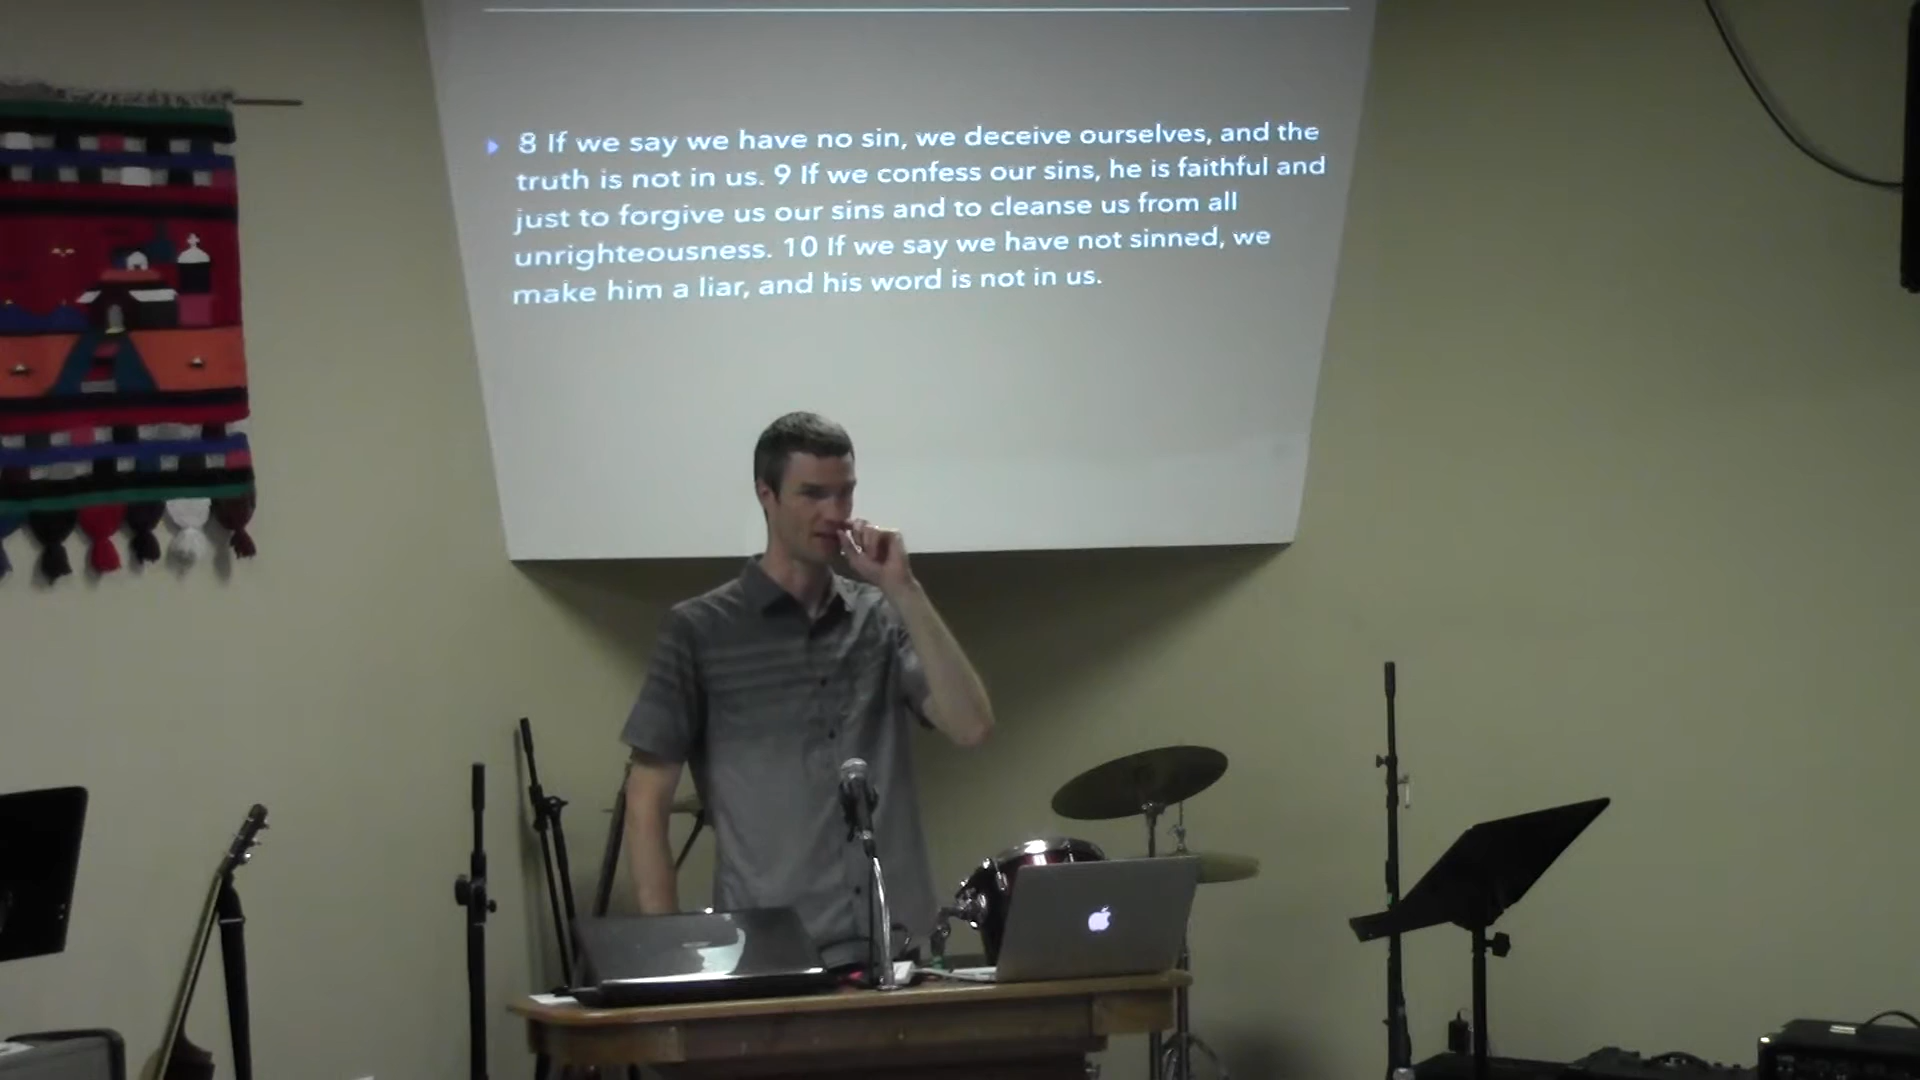 8 If we say we have no sin, we deceive ourselves, and the
truth is not in us. 9 If we confess our sins, he is faithful and
just to forgive us our sins and to cleanse us from all
unrighteousness. 10 If we say we have not sinned, we
make him a liar, and his word is not in us.